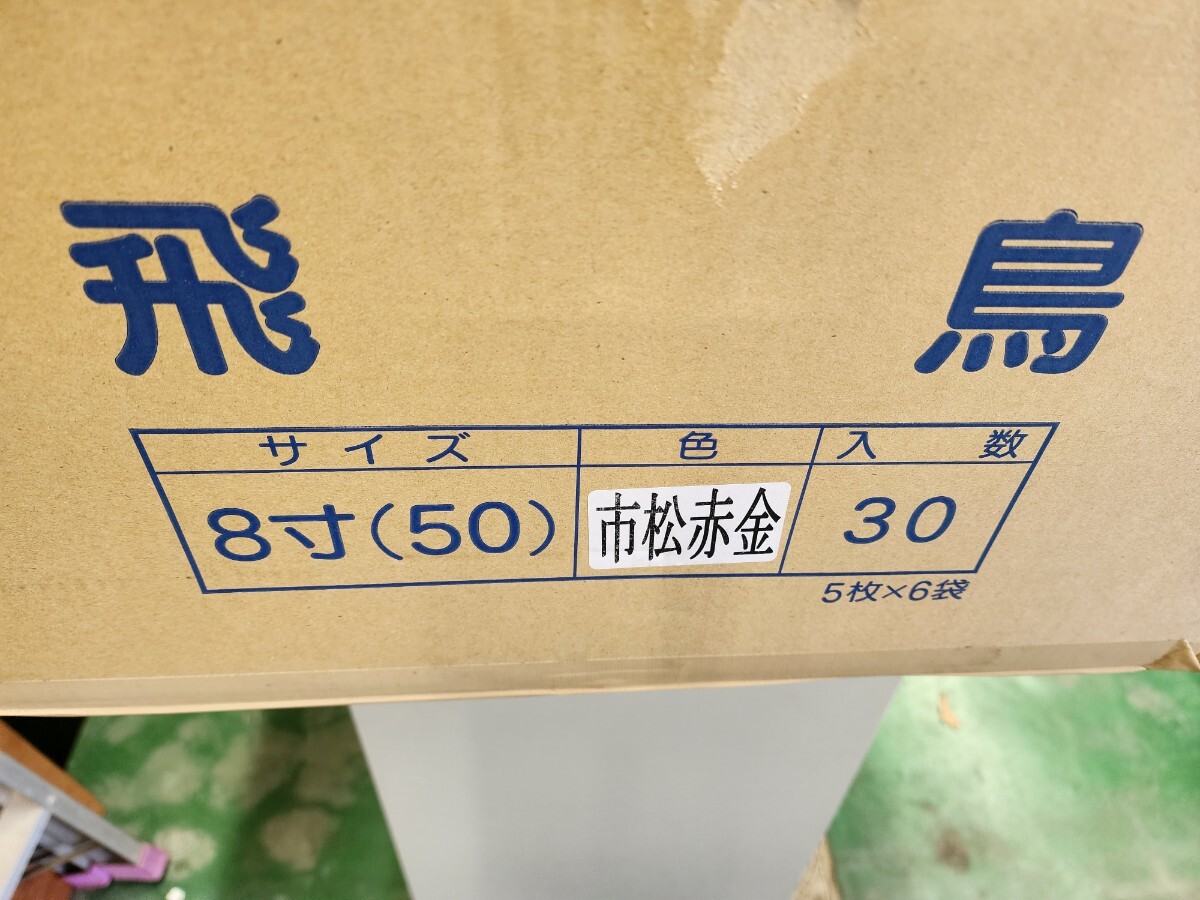 飛鳥
サイズ 色 入数
8寸(50) 市松赤金 30
5枚×6袋